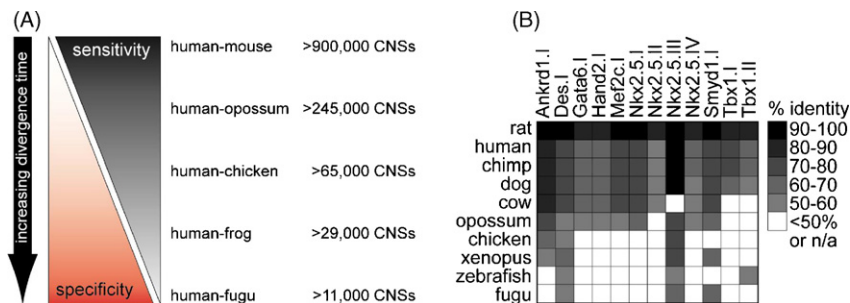 (A)
increasing divergence time
sensitivity
specificity
human-mouse >900,000 CNSs
human-opossum >245,000 CNSs
human-chicken >65,000 CNSs
human-frog >29,000 CNSs
human-fugu >11,000 CNSs
(B)
Ankrd1.I
Des.I
Gata6.I
Hand2.I
Mef2c.I
Nkx2.5.I
Nkx2.5.II
Nkx2.5.III
Nkx2.5.IV
Smyd1.I
Tbx1.I
Tbx1.II
rat
human
chimp
dog
cow
opossum
chicken
xenopus
zebrafish
fugu
% identity
90-100
80-90
70-80
60-70
50-60
<50%
or n/a